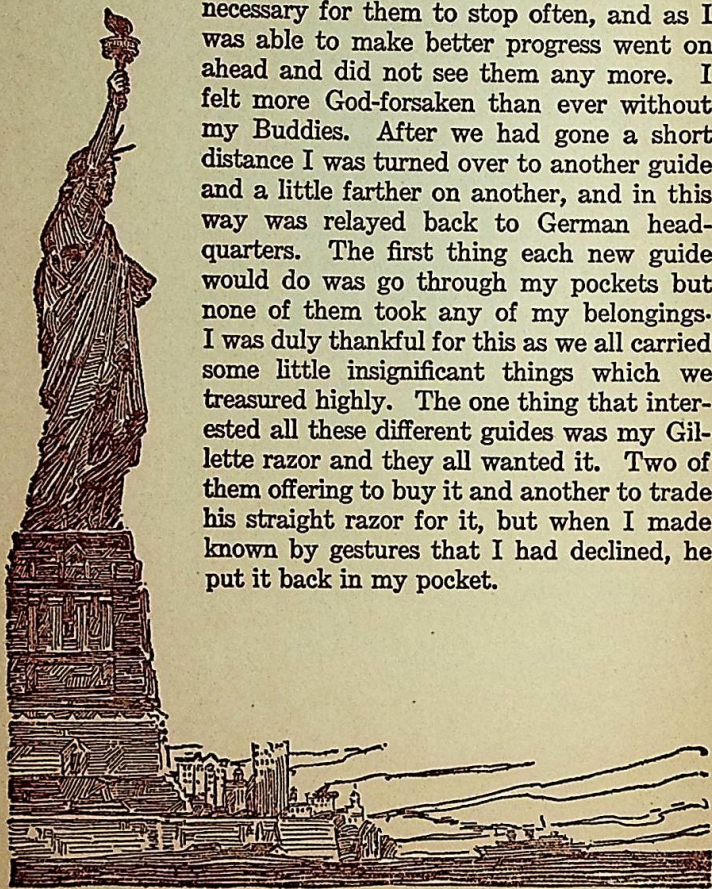 necessary for them to stop often, and as I
was able to make better progress went on
ahead and did not see them any more. I
felt more God-forsaken than ever without
my Buddies. After we had gone a short
distance I was turned over to another guide
and a little farther on another, and in this
way was relayed back to German head-
quarters. The first thing each new guide
would do was go through my pockets but
none of them took any of my belongings.
I was duly thankful for this as we all carried
some little insignificant things which we
treasured highly. The one thing that inter-
ested all these different guides was my Gil-
lette razor and they all wanted it. Two of
them offering to buy it and another to trade
his straight razor for it, but when I made
known by gestures that I had declined, he
put it back in my pocket.